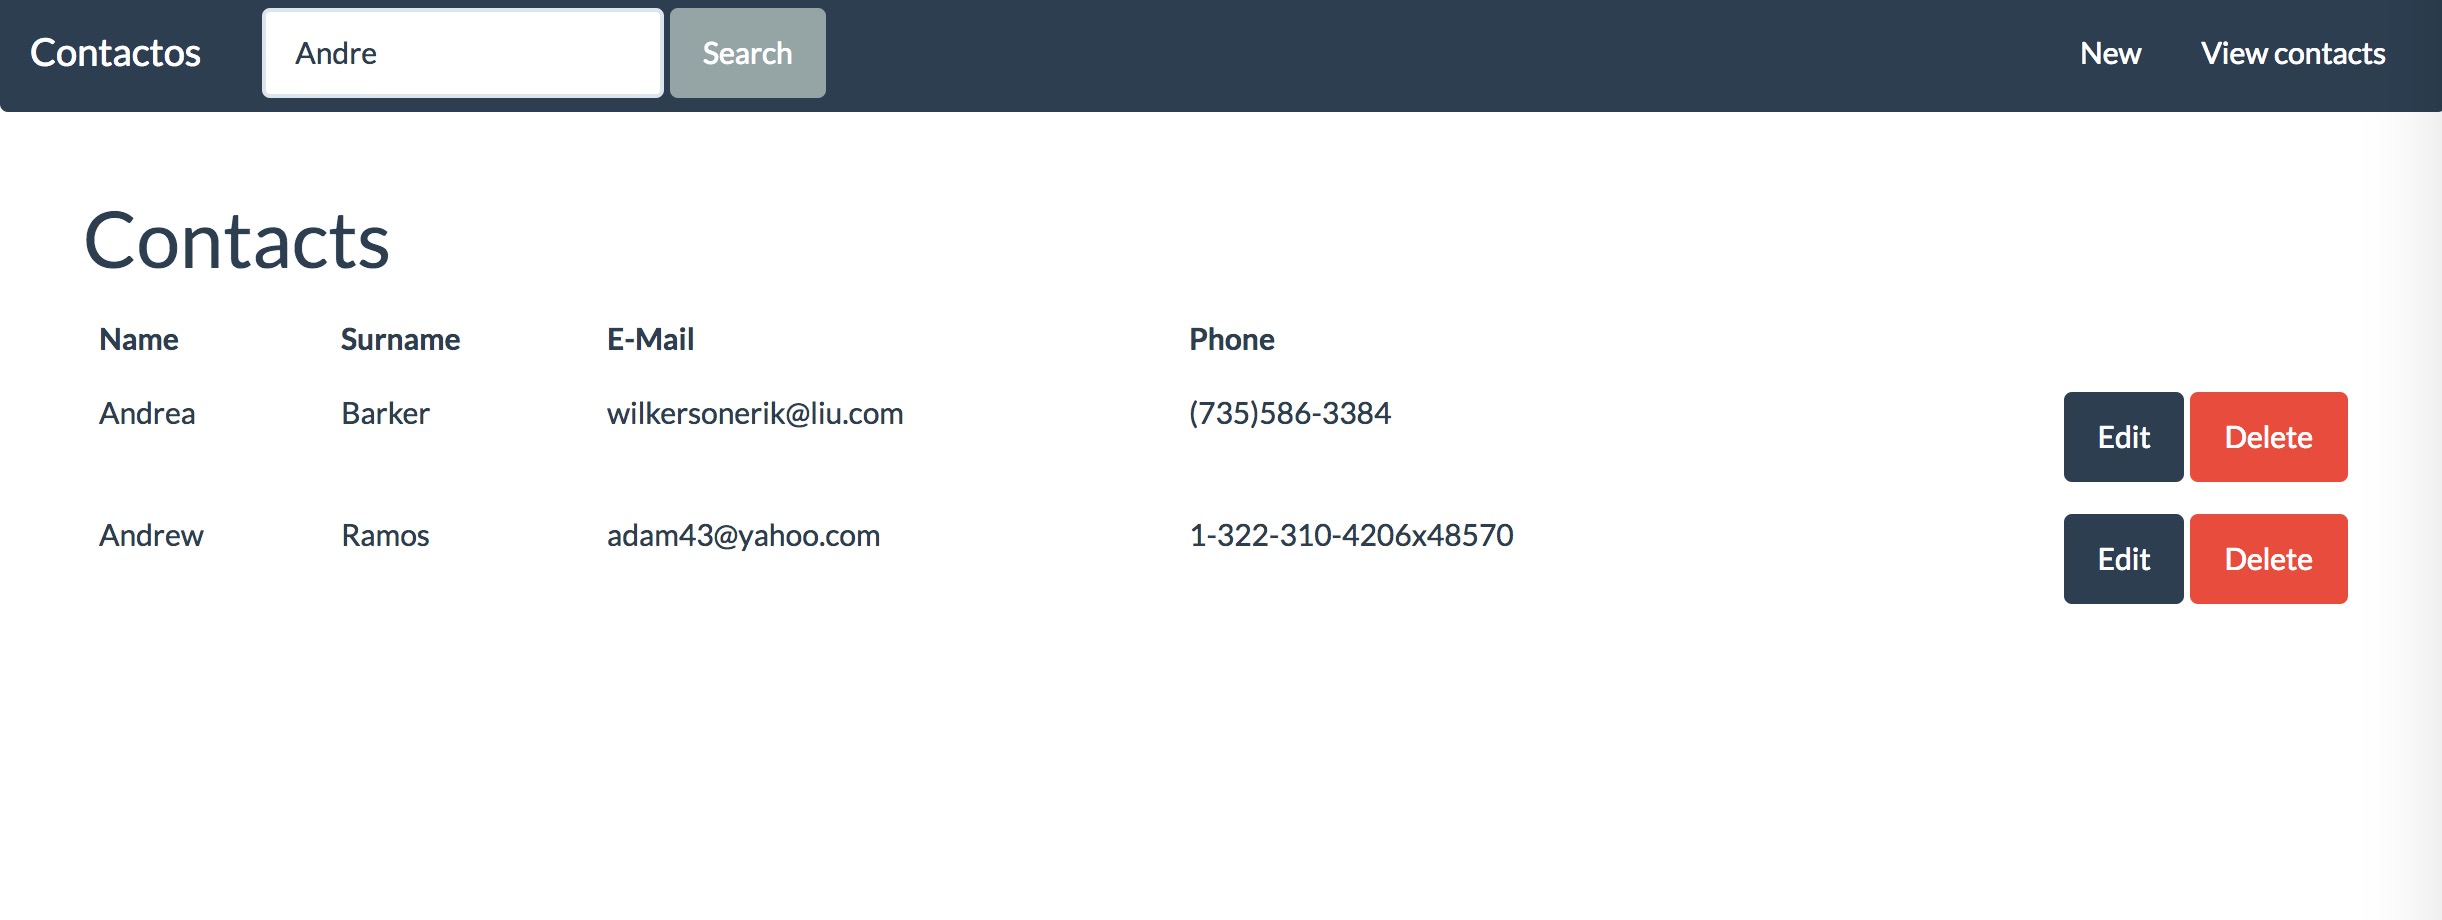 Contactos Andre Search New View contacts
Contacts
Name Surname E-Mail Phone
Andrea Barker wilkersonerik@liu.com (735)586-3384 Edit Delete
Andrew Ramos adam43@yahoo.com 1-322-310-4206x48570 Edit Delete